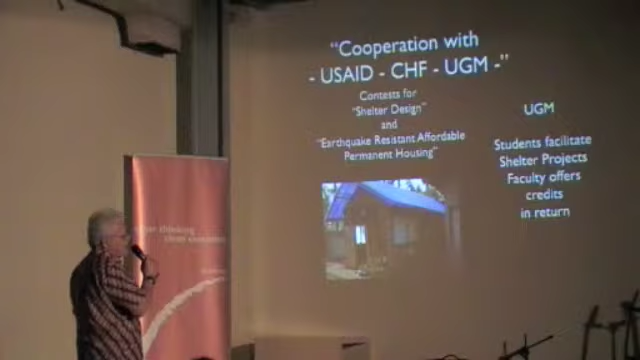 "Cooperation with
- USAID - CHF - UGM -"
Contests for
"Shelter Design"
and
"Earthquake Resistant Affordable
Permanent Housing"
UGM
Students facilitate
Shelter Projects
Faculty offers
credits
in return
thinking